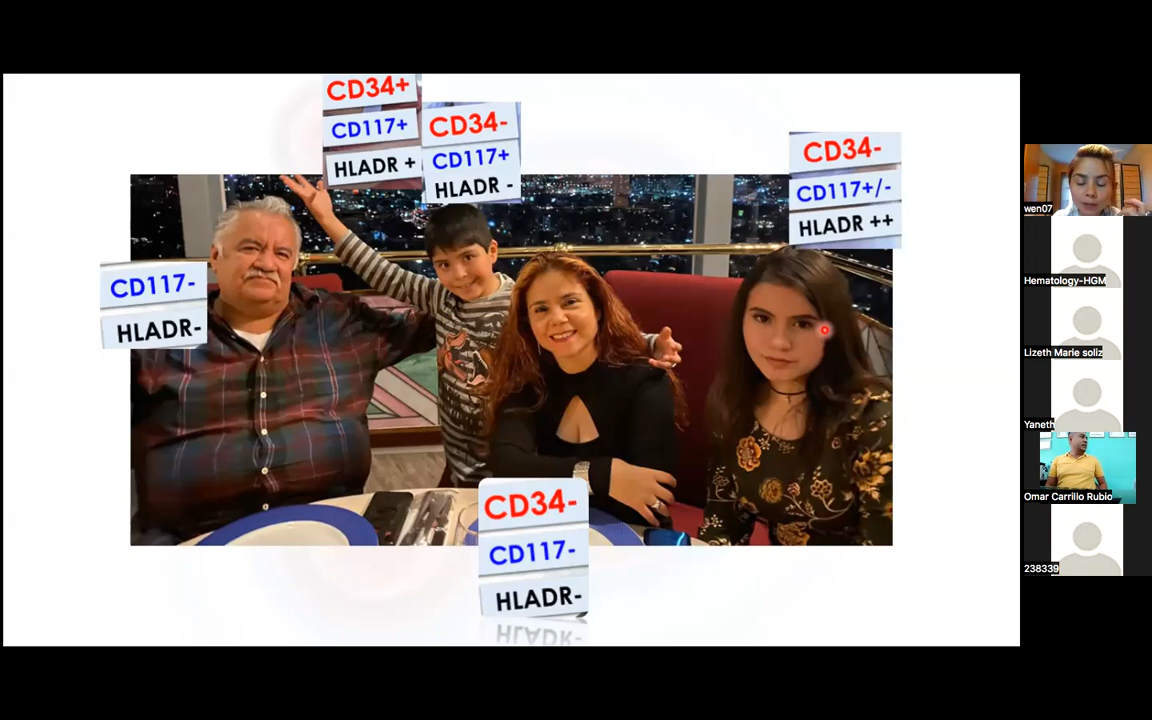 CD34+
CD117+
HLADR +
CD34-
CD117+
HLADR -
CD34-
CD117+/-
HLADR ++
CD117-
HLADR-
CD34-
CD117-
HLADR-
HLADR-
wen07
Hematology-HGM
Lizeth Marie soliz
Yaneth
Omar Carrillo Rubio
238339